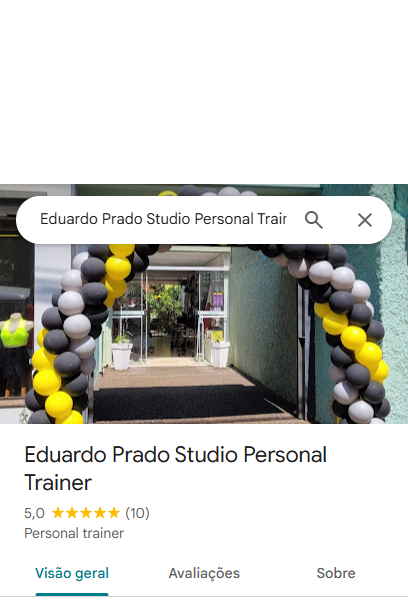 Eduardo Prado Studio Personal Trair
Eduardo Prado Studio Personal
Trainer
5,0 (10)
Personal trainer
Visão geral Avaliações Sobre